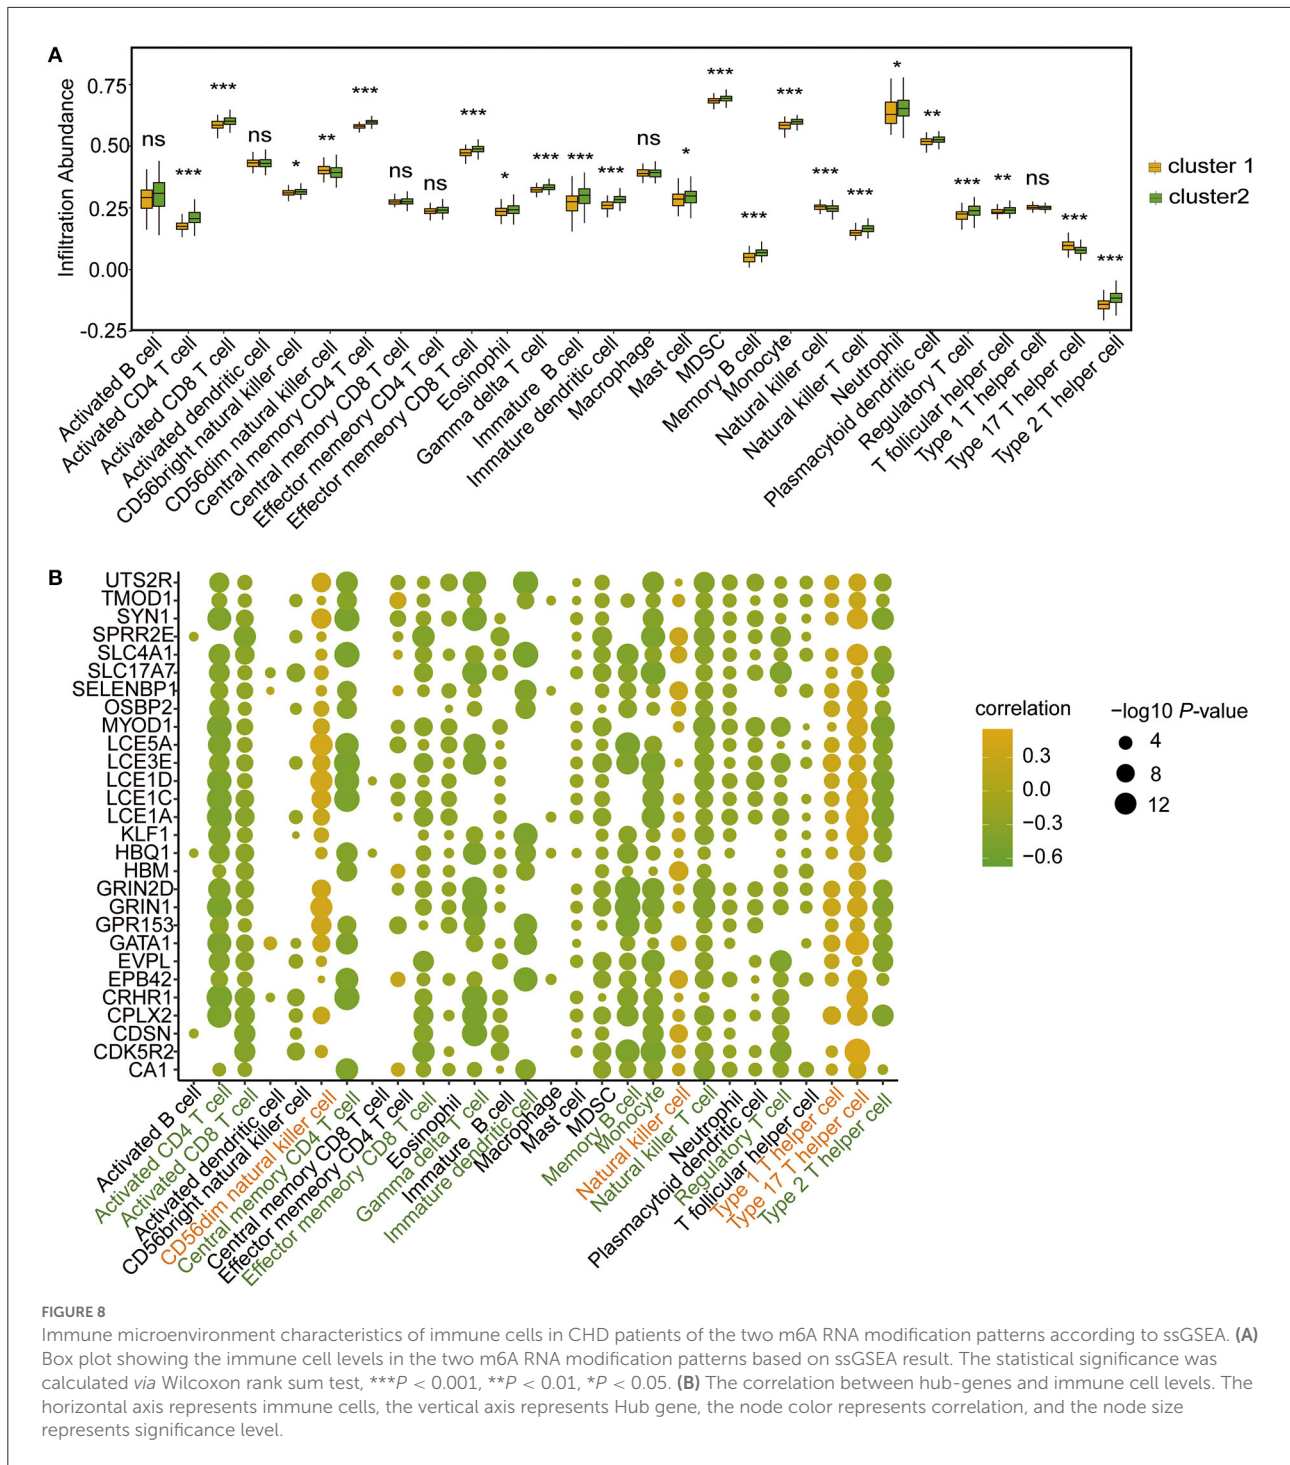 A
Infiltration Abundance
0.75
0.50
0.25
0.00
-0.25
ns
***
***
ns
*
**
***
ns
ns
***
*
***
***
***
ns
*
***
***
***
***
***
*
**
***
**
ns
***
***
cluster 1
cluster2
Activated B cell
Activated CD4 T cell
Activated CD8 T cell
Activated dendritic cell
CD56bright natural killer cell
CD56dim natural killer cell
Central memory CD4 T cell
Central memory CD8 T cell
Effector memeory CD4 T cell
Effector memeory CD8 T cell
Eosinophil
Gamma delta T cell
Immature B cell
Immature dendritic cell
Macrophage
Mast cell
MDSC
Memory B cell
Monocyte
Natural killer cell
Natural killer T cell
Neutrophil
Plasmacytoid dendritic cell
Regulatory T cell
T follicular helper cell
Type 1 T helper cell
Type 17 T helper cell
Type 2 T helper cell
B
UTS2R
TMOD1
SYN1
SPRR2E
SLC4A1
SLC17A7
SELENBP1
OSBP2
MYOD1
LCE5A
LCE3E
LCE1D
LCE1C
LCE1A
KLF1
HBQ1
HBM
GRIN2D
GRIN1
GPR153
GATA1
EVPL
EPB42
CRHR1
CPLX2
CDSN
CDK5R2
CA1
correlation
0.3
0.0
−0.3
−0.6
−log10 P-value
4
8
12
Activated B cell
Activated CD4 T cell
Activated CD8 T cell
Activated dendritic cell
CD56bright natural killer cell
CD56dim natural killer cell
Central memory CD4 T cell
Central memory CD8 T cell
Effector memeory CD4 T cell
Effector memeory CD8 T cell
Eosinophil
Gamma delta T cell
Immature B cell
Immature dendritic cell
Macrophage
Mast cell
MDSC
Memory B cell
Monocyte
Natural killer cell
Natural killer T cell
Neutrophil
Plasmacytoid dendritic cell
Regulatory T cell
T follicular helper cell
Type 1 T helper cell
Type 17 T helper cell
Type 2 T helper cell
FIGURE 8
Immune microenvironment characteristics of immune cells in CHD patients of the two m6A RNA modification patterns according to ssGSEA. (A)
Box plot showing the immune cell levels in the two m6A RNA modification patterns based on ssGSEA result. The statistical significance was
calculated via Wilcoxon rank sum test, ***P < 0.001, **P < 0.01, *P < 0.05. (B) The correlation between hub-genes and immune cell levels. The
horizontal axis represents immune cells, the vertical axis represents Hub gene, the node color represents correlation, and the node size
represents significance level.